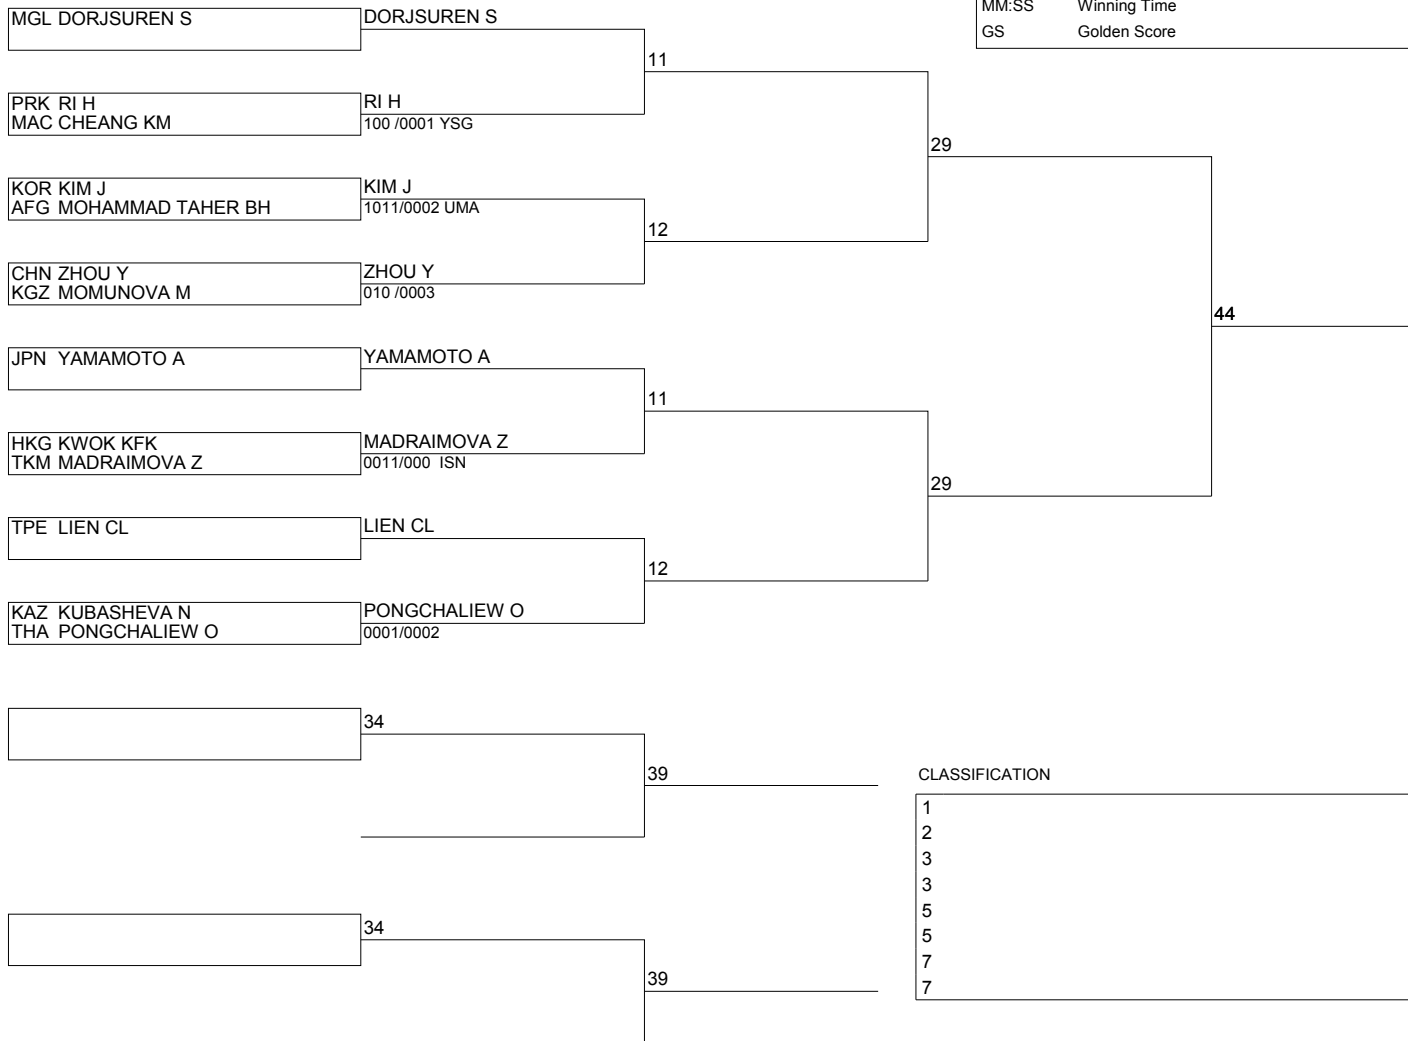 MM:SS Winning Time
GS Golden Score
MGL DORJSUREN S
DORJSUREN S
11
PRK RI H
MAC CHEANG KM
RI H
100 /0001 YSG
29
KOR KIM J
AFG MOHAMMAD TAHER BH
KIM J
1011/0002 UMA
12
CHN ZHOU Y
KGZ MOMUNOVA M
ZHOU Y
010 /0003
44
JPN YAMAMOTO A
YAMAMOTO A
11
HKG KWOK KFK
TKM MADRAIMOVA Z
MADRAIMOVA Z
0011/000 ISN
29
TPE LIEN CL
LIEN CL
12
KAZ KUBASHEVA N
THA PONGCHALIEW O
PONGCHALIEW O
0001/0002
34
39
34
39
CLASSIFICATION
1
2
3
3
5
5
7
7